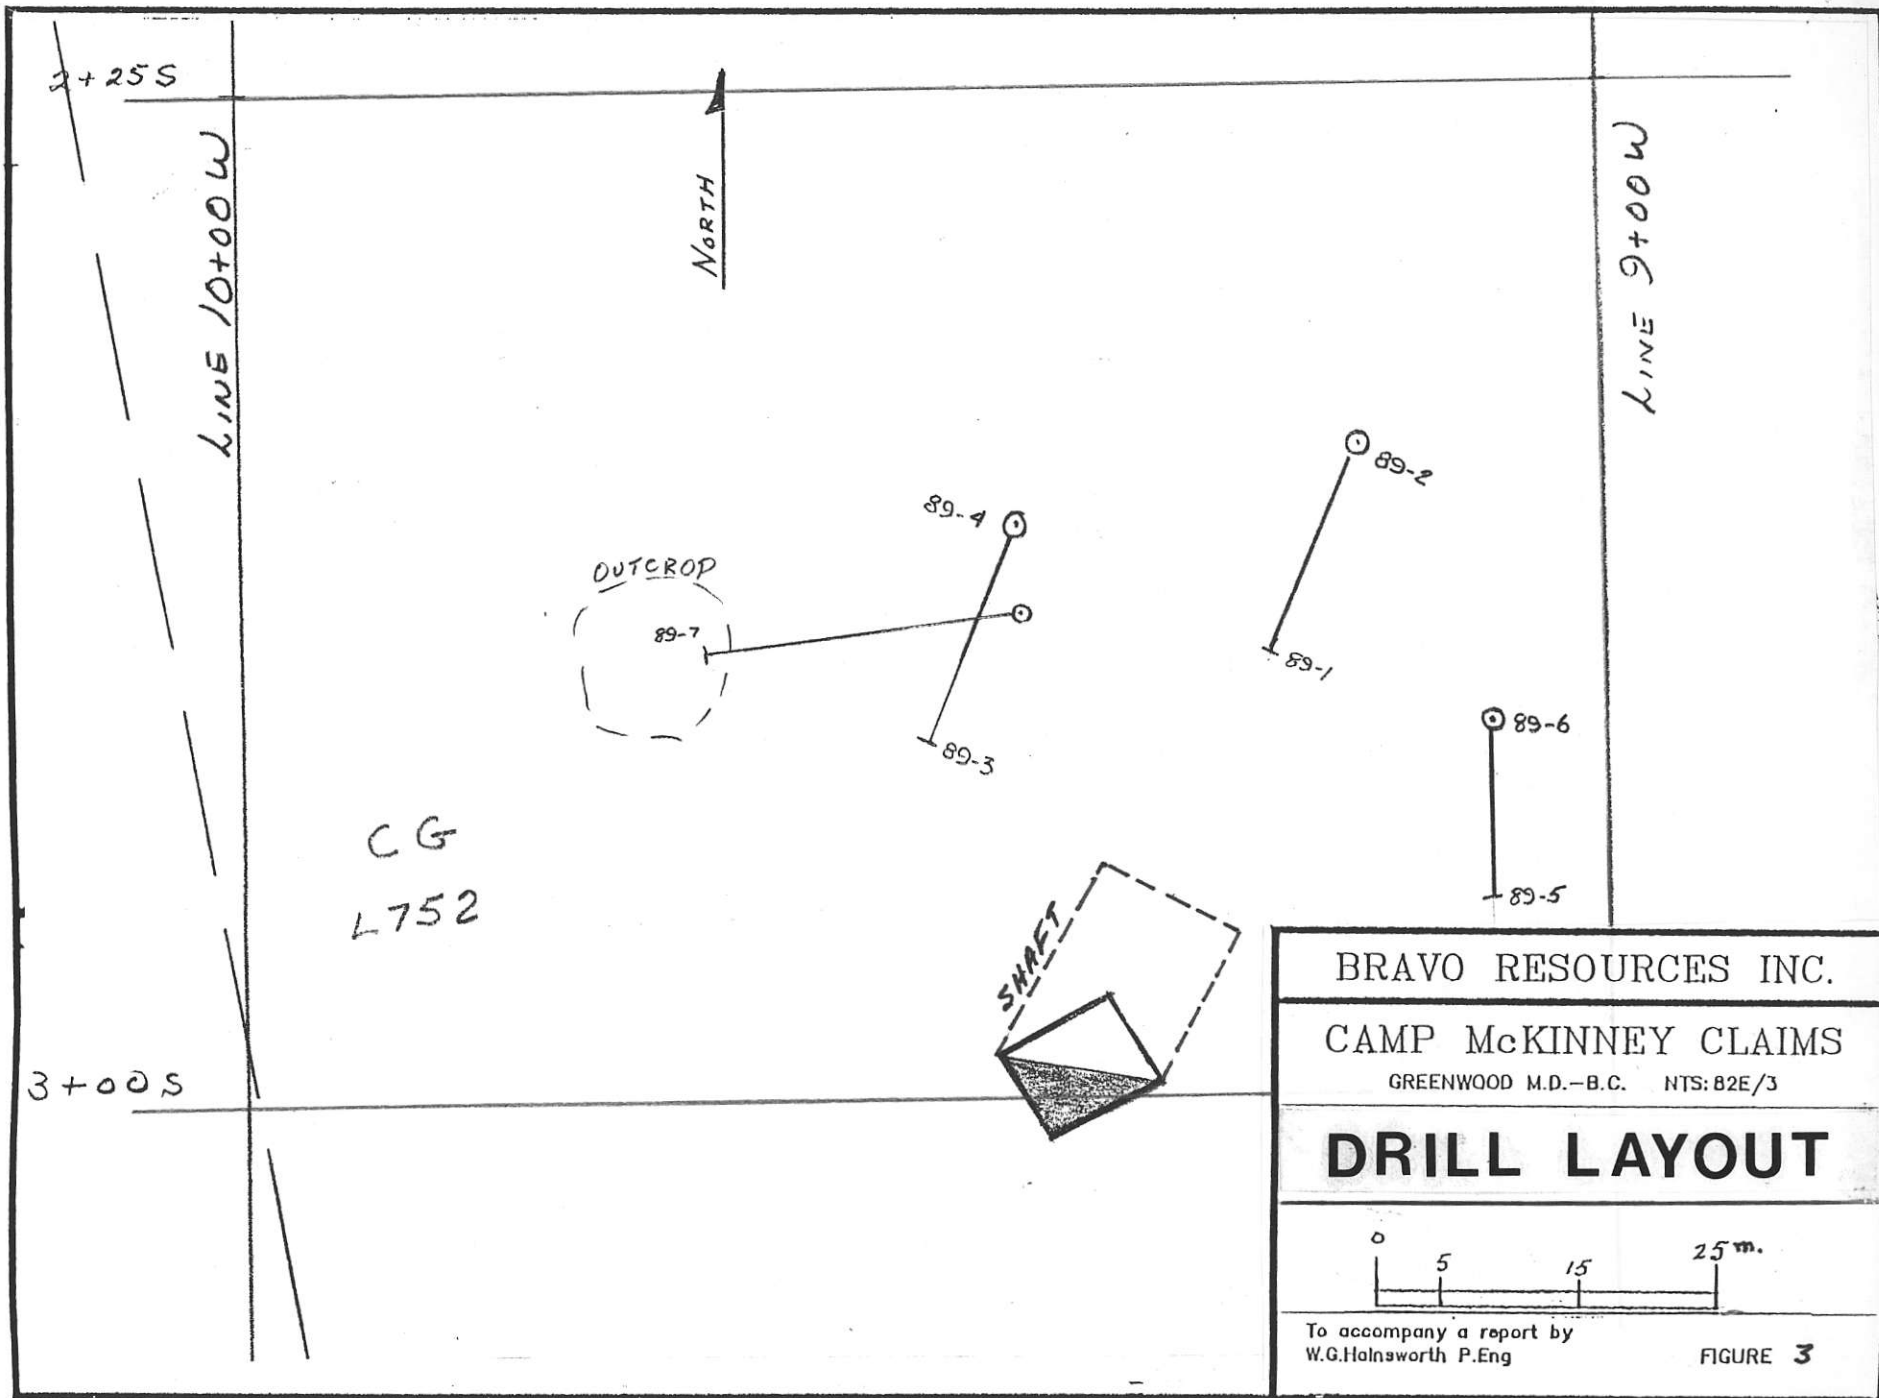 2+25S
LINE 10+00W
NORTH
LINE 9+00W
89-2
89-4
OUTCROP
89-7
89-1
89-6
89-3
CG
L752
89-5
SHAFT
3+00S
BRAVO RESOURCES INC.
CAMP McKINNEY CLAIMS
GREENWOOD M.D.-B.C. NTS: 82E/3
DRILL LAYOUT
0 5 15 25 m.
To accompany a report by
W.G.Hainsworth P.Eng
FIGURE 3